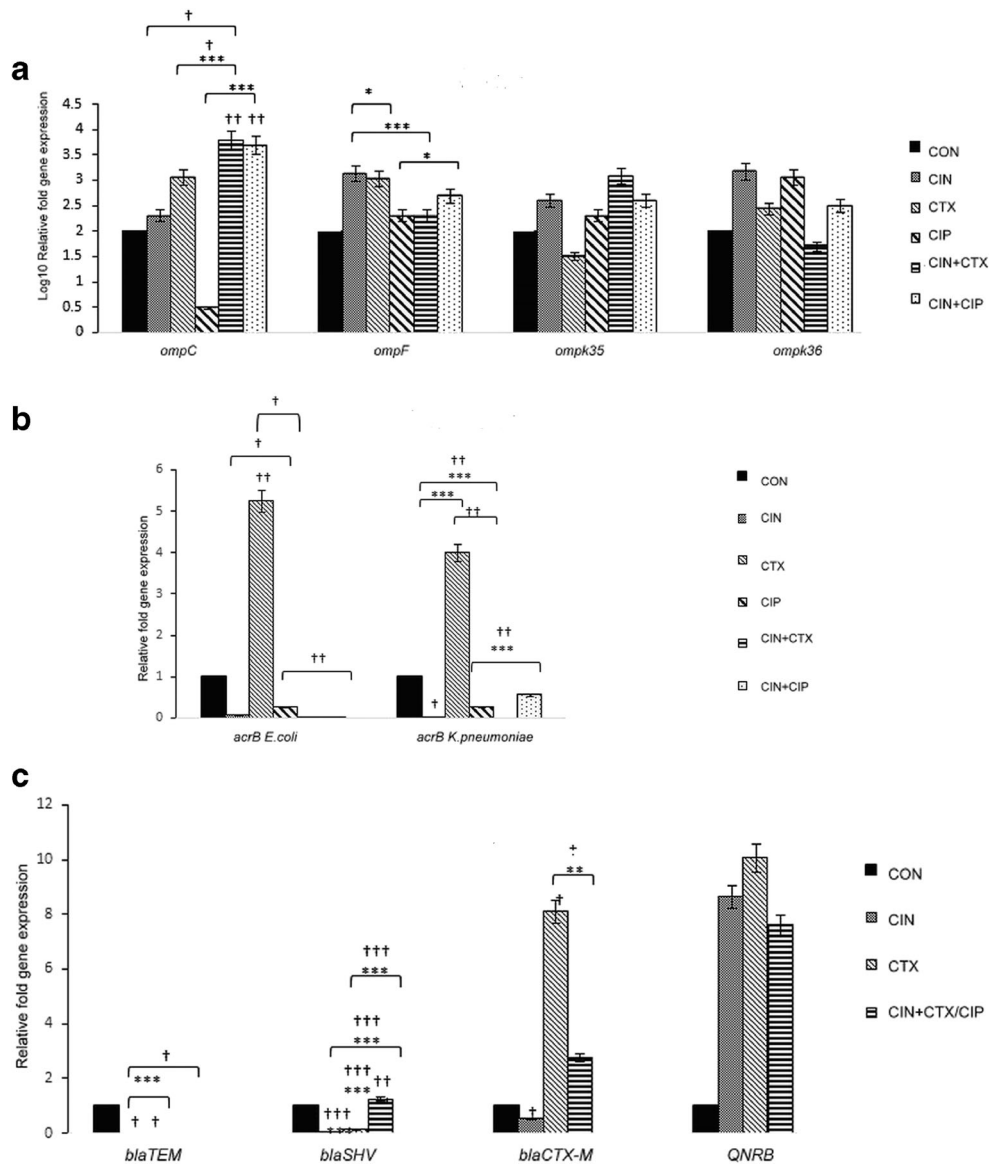 a
†
†
***
***
†† ††
*
***
*
Log10 Relative fold gene expression
4.5
4
3.5
3
2.5
2
1.5
1
0.5
0
ompC ompF ompk35 ompk36
CON
CIN
CTX
CIP
CIN+CTX
CIN+CIP
b
†
†
††
††
††
***
***
††
†
††
***
Relative fold gene expression
6
5
4
3
2
1
0
acrB E.coli acrB K.pneumoniae
CON
CIN
CTX
CIP
CIN+CTX
CIN+CIP
c
Relative fold gene expression
12
10
8
6
4
2
0
†
***
† †
†††
***
†††
***
†††
***
††
†††
**
†
†
blaTEM blaSHV blaCTX-M QNRB
CON
CIN
CTX
CIN+CTX/CIP